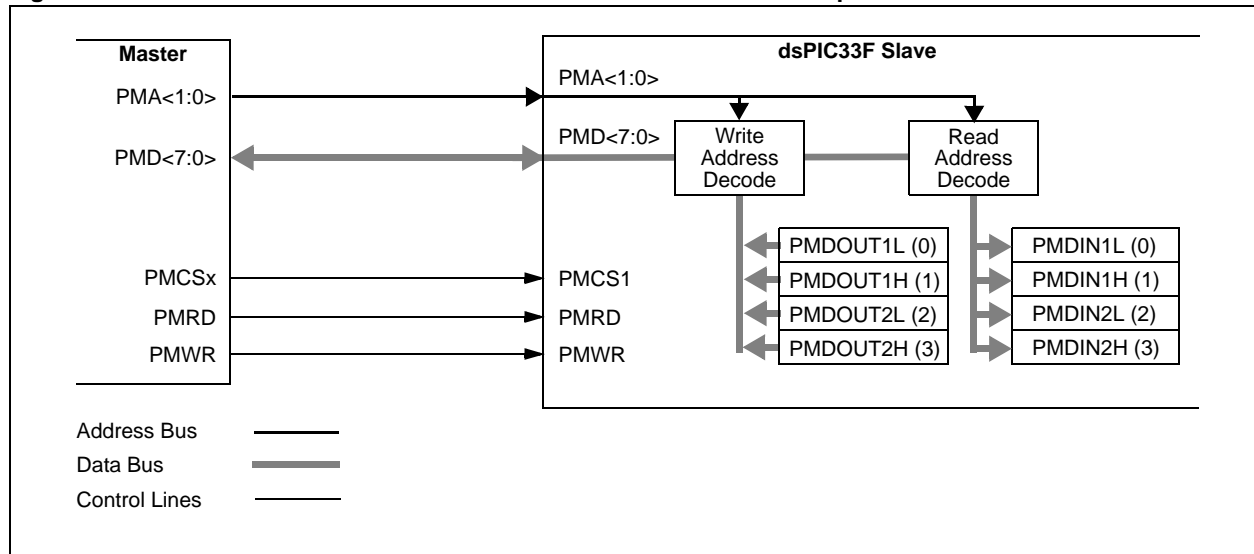 Master
dsPIC33F Slave
PMA<1:0>
PMA<1:0>
PMD<7:0>
PMD<7:0>
Write
Address
Decode
Read
Address
Decode
PMDOUT1L (0)
PMDIN1L (0)
PMCSx
PMCS1
PMDOUT1H (1)
PMDIN1H (1)
PMRD
PMRD
PMDOUT2L (2)
PMDIN2L (2)
PMWR
PMWR
PMDOUT2H (3)
PMDIN2H (3)
Address Bus
Data Bus
Control Lines